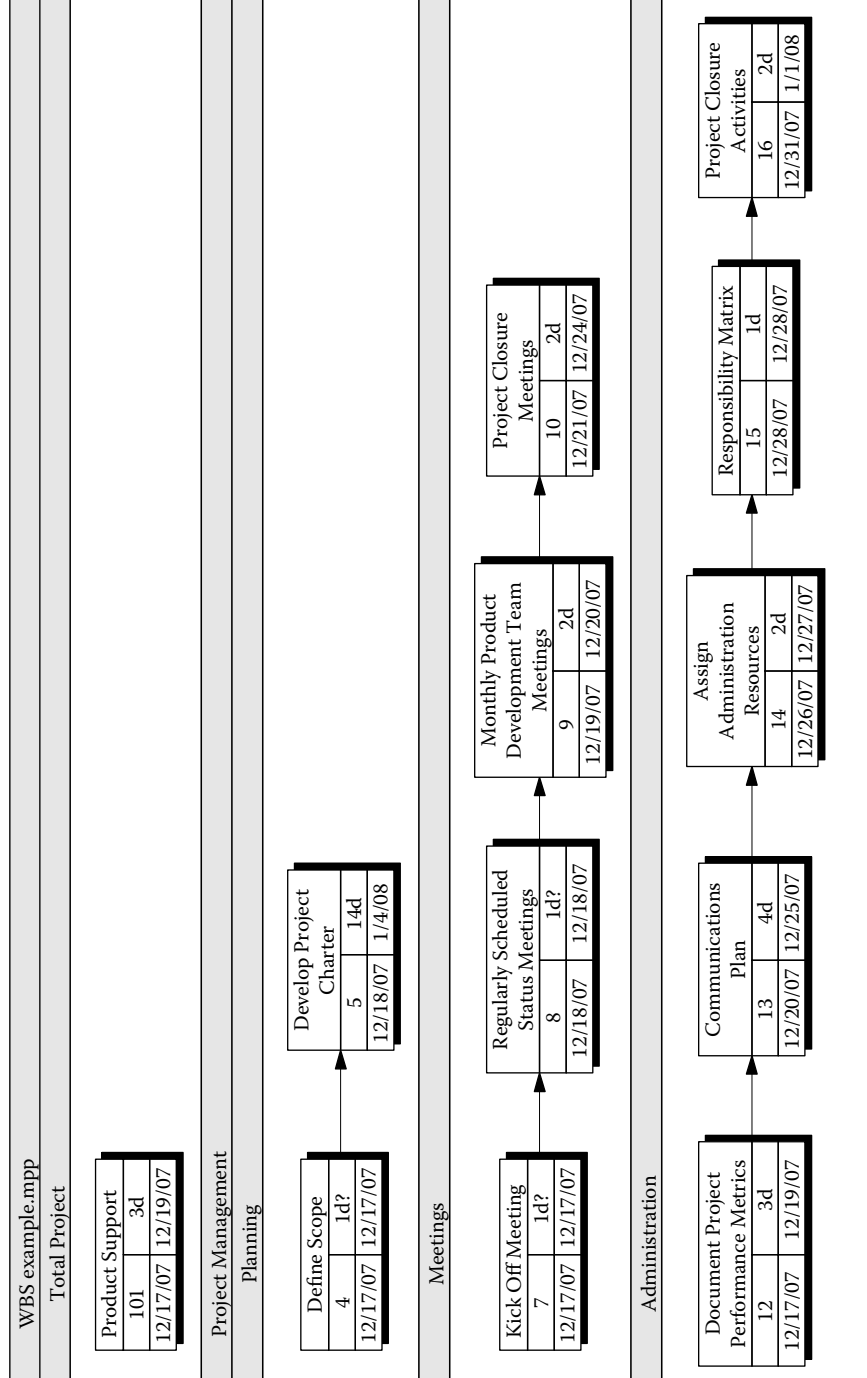 WBS example.mpp
Total Project
Product Support
101 3d
12/17/07 12/19/07
Project Management
Planning
Define Scope
4 1d?
12/17/07 12/17/07
Develop Project
Charter
5 14d
12/18/07 1/4/08
Meetings
Kick Off Meeting
7 1d?
12/17/07 12/17/07
Regularly Scheduled
Status Meetings
8 1d?
12/18/07 12/18/07
Monthly Product
Development Team
Meetings
9 2d
12/19/07 12/20/07
Project Closure
Meetings
10 2d
12/21/07 12/24/07
Administration
Document Project
Performance Metrics
12 3d
12/17/07 12/19/07
Communications
Plan
13 4d
12/20/07 12/25/07
Assign
Administration
Resources
14 2d
12/26/07 12/27/07
Responsibility Matrix
15 1d
12/28/07 12/28/07
Project Closure
Activities
16 2d
12/31/07 1/1/08